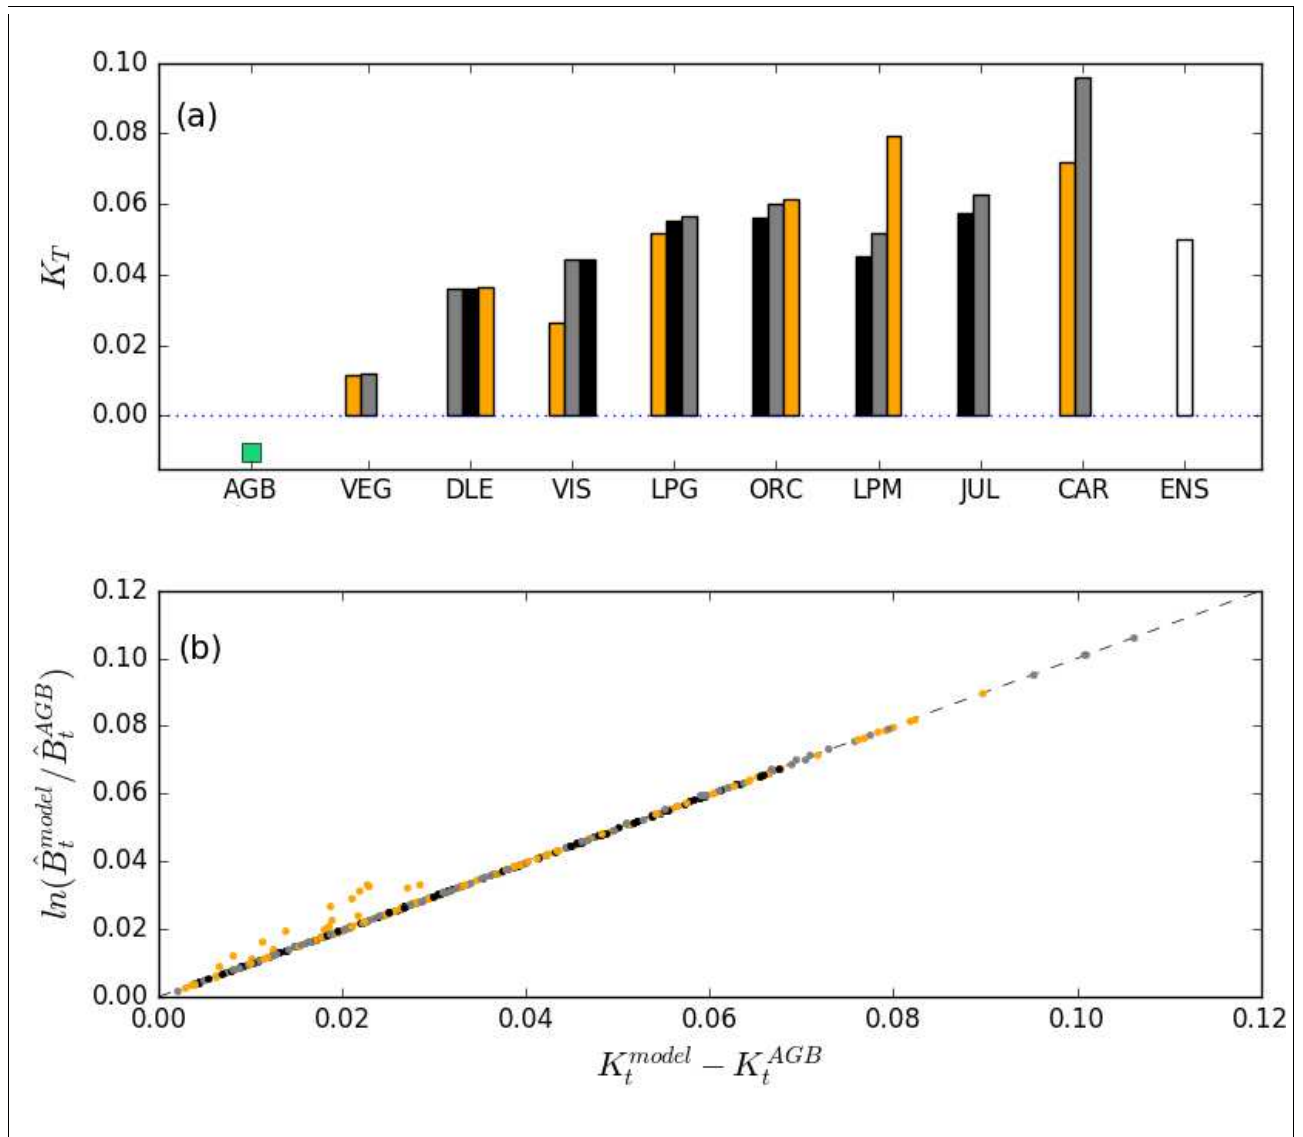 0.10
(a)
0.08
0.06
K_T
0.04
0.02
0.00
AGB VEG DLE VIS LPG ORC LPM JUL CAR ENS
0.12
(b)
0.10
0.08
0.06
ln(B̂_t^{model} / B̂_t^{AGB})
0.04
0.02
0.00
0.00 0.02 0.04 0.06 0.08 0.10 0.12
K_t^{model} − K_t^{AGB}